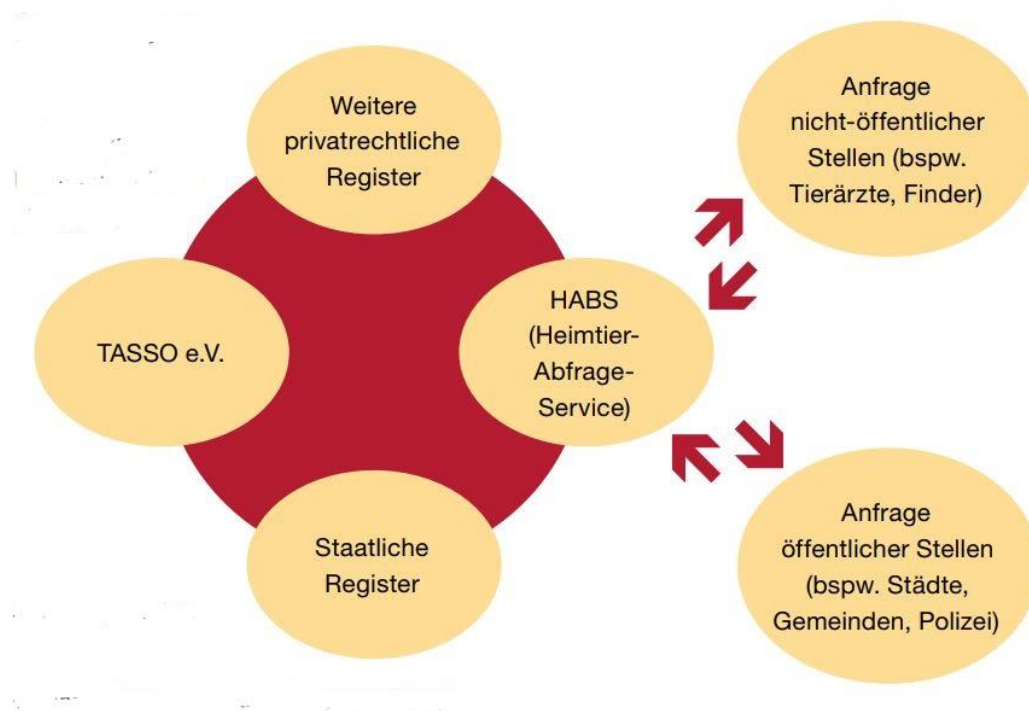 Weitere
privatrechtliche
Register
TASSO e.V.
HABS
(Heimtier-
Abfrage-
Service)
Staatliche
Register
Anfrage
nicht-öffentlicher
Stellen (bspw.
Tierärzte, Finder)
Anfrage
öffentlicher Stellen
(bspw. Städte,
Gemeinden, Polizei)